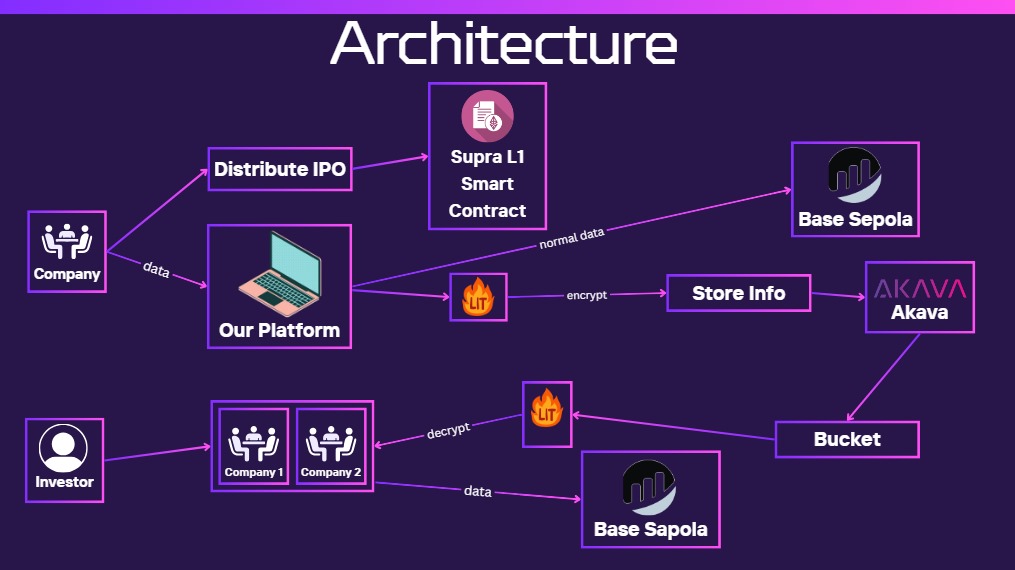 Architecture
Supra L1
Smart
Contract
Distribute IPO
Base Sepola
normal data
Company
data
Our Platform
LIT
encrypt
Store Info
AKAVA
Akava
LIT
decrypt
Bucket
Investor
Company 1
Company 2
data
Base Sapola